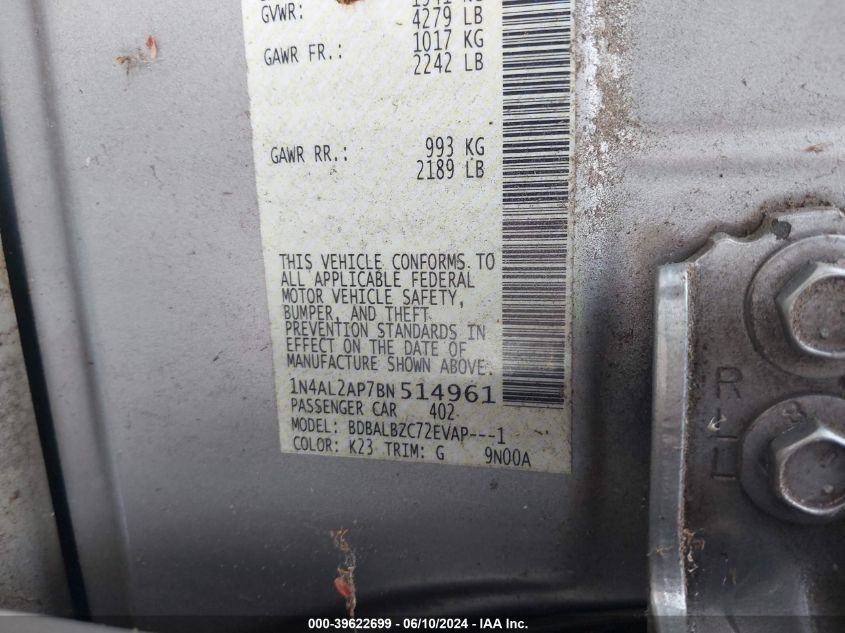 GVWR:
4279 LB
GAWR FR.: 1017 KG
2242 LB
GAWR RR.: 993 KG
2189 LB
THIS VEHICLE CONFORMS TO
ALL APPLICABLE FEDERAL
MOTOR VEHICLE SAFETY,
BUMPER, AND THEFT
PREVENTION STANDARDS IN
EFFECT ON THE DATE OF
MANUFACTURE SHOWN ABOVE.
1N4AL2AP7BN514961
PASSENGER CAR 402
MODEL: BDBALBZC72EVAP---1
COLOR: K23 TRIM: G 9N00A
RLL
000-39622699 - 06/10/2024 - IAA Inc.